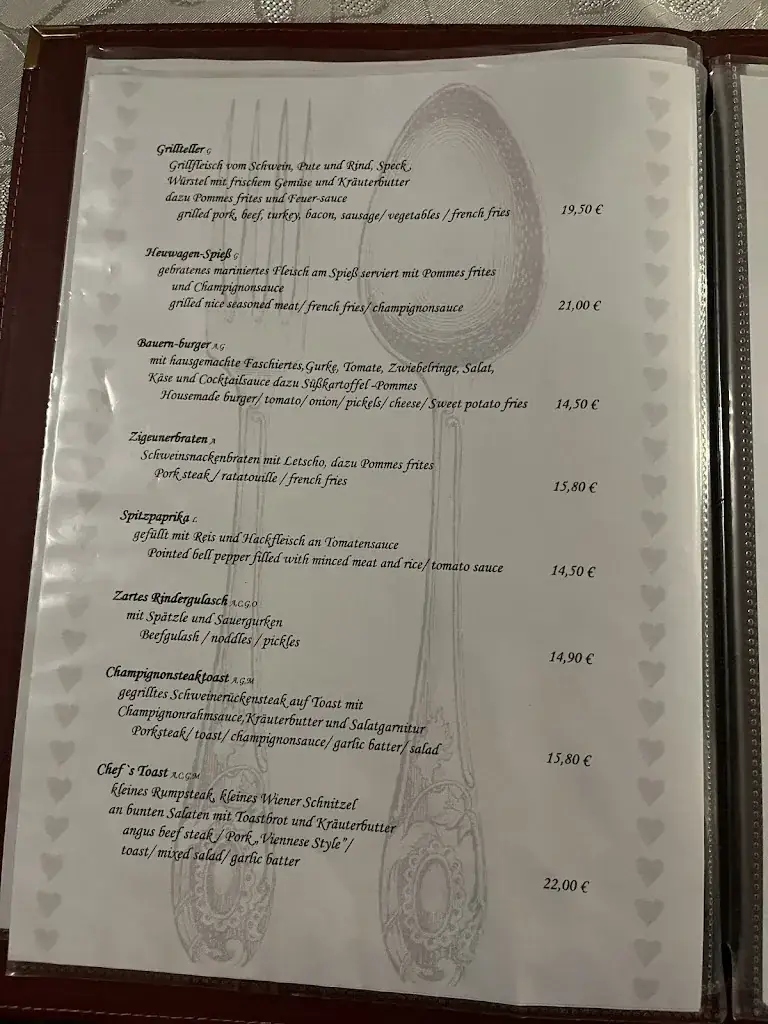 Grillteller G
Grillfleisch vom Schwein, Pute und Rind, Speck,
Würstel mit frischem Gemüse und Kräuterbutter
dazu Pommes frites und Feuer-sauce
grilled pork, beef, turkey, bacon, sausage/ vegetables / french fries 19,50 €
Heuwagen-Spieß G
gebratenes mariniertes Fleisch am Spieß serviert mit Pommes frites
und Champignonsauce
grilled nice seasoned meat/ french fries/ champignonsauce 21,00 €
Bauern-burger A,G
mit hausgemachte Faschiertes,Gurke, Tomate, Zwiebelringe, Salat,
Käse und Cocktailsauce dazu Süßkartoffel-Pommes
Housemade burger/ tomato/ onion/ pickels/ cheese/ Sweet potato fries 14,50 €
Zigeunerbraten A
Schweinsnackenbraten mit Letscho, dazu Pommes frites
Pork steak / ratatouille / french fries 15,80 €
Spitzpaprika L
gefüllt mit Reis und Hackfleisch an Tomatensauce
Pointed bell pepper filled with minced meat and rice/ tomato sauce 14,50 €
Zartes Rindergulasch A,C,G,O
mit Spätzle und Sauergurken
Beefgulash / noddles / pickles 14,90 €
Champignonsteaktoast A,G,M
gegrilltes Schweinerückensteak auf Toast mit
Champignonrahmsauce,Kräuterbutter und Salatgarnitur
Porksteak/ toast/ champignonsauce/ garlic batter/ salad 15,80 €
Chef`s Toast A,C,G,M
kleines Rumpsteak, kleines Wiener Schnitzel
an bunten Salaten mit Toastbrot und Kräuterbutter
angus beef steak / Pork „Viennese Style"/
toast/ mixed salad/ garlic batter 22,00 €